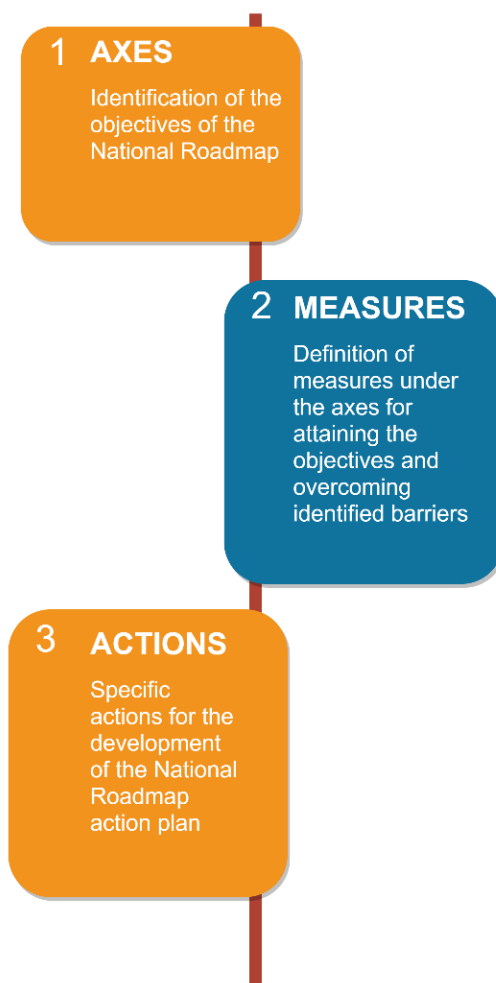 1 AXES
Identification of the
objectives of the
National Roadmap
2 MEASURES
Definition of
measures under
the axes for
attaining the
objectives and
overcoming
identified barriers
3 ACTIONS
Specific
actions for the
development
of the National
Roadmap
action plan